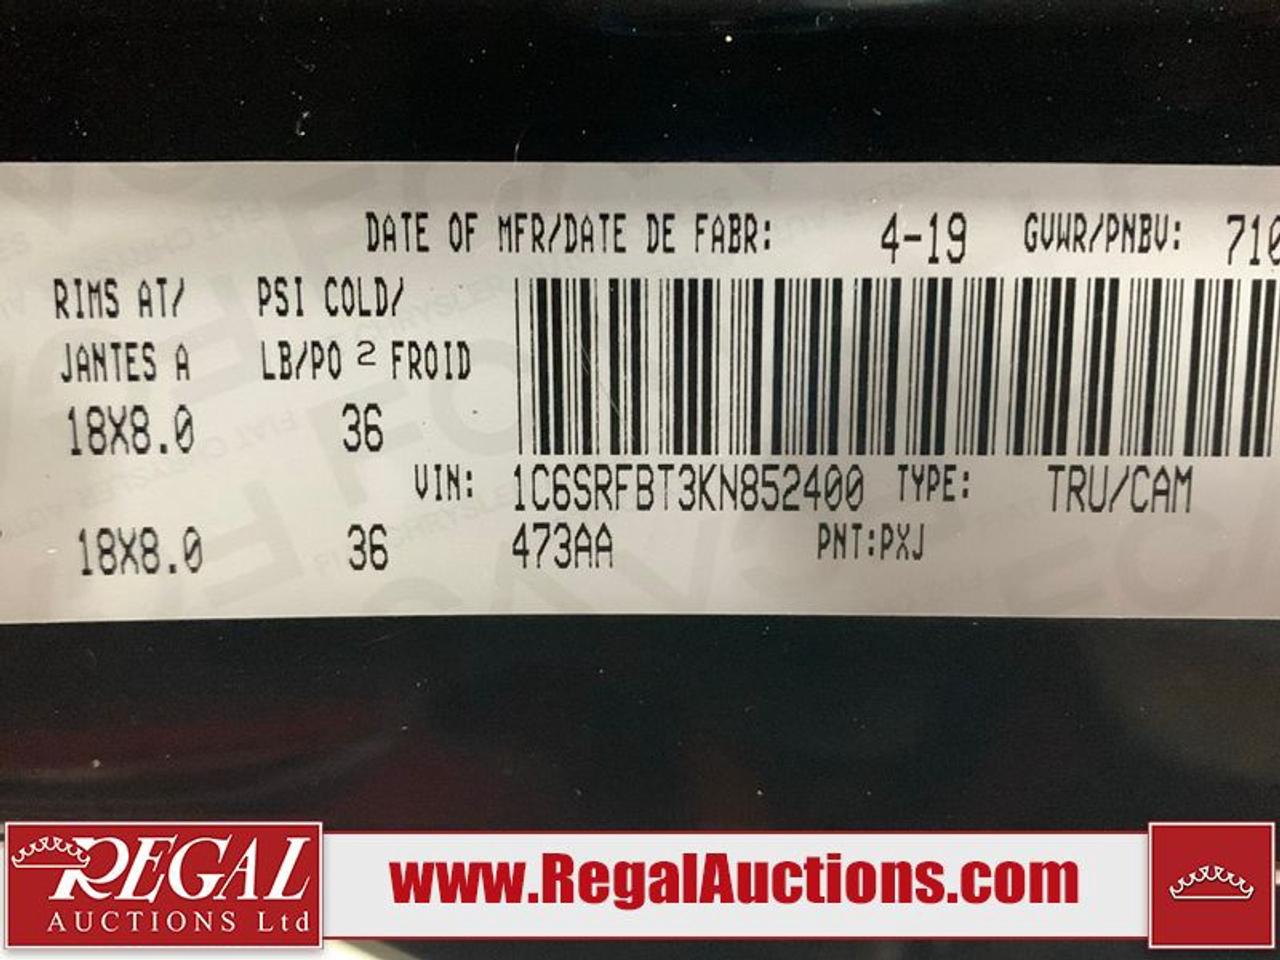 DATE OF MFR/DATE DE FABR: 4-19 GVWR/PNBV: 710
RIMS AT/ PSI COLD/
JANTES A LB/PO 2 FROID
18X8.0 36
VIN: 1C6SRFBT3KN852400 TYPE: TRU/CAM
18X8.0 36 473AA PNT:PXJ
REGAL
AUCTIONS Ltd
www.RegalAuctions.com